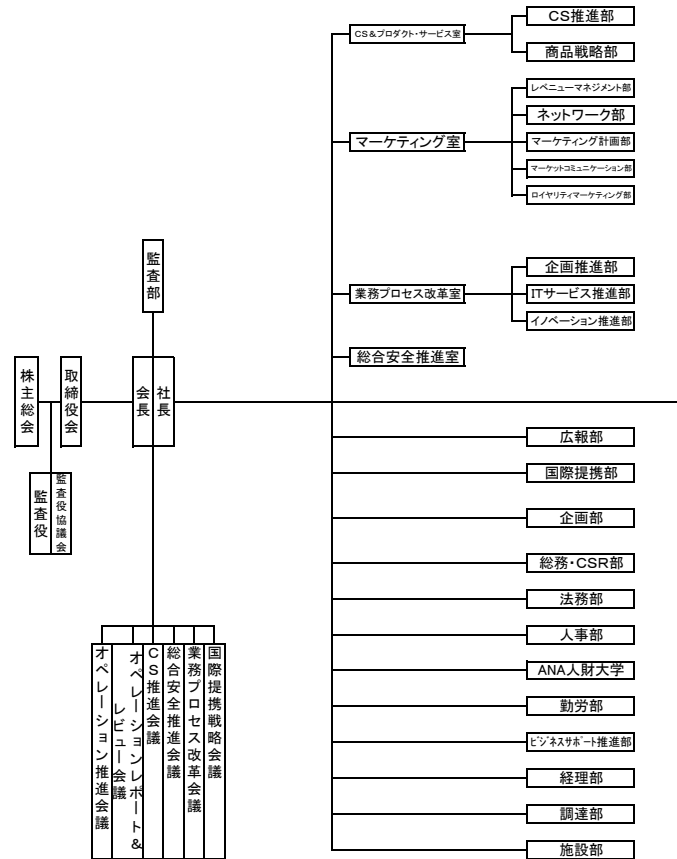 CS&プロダクト・サービス室
CS推進部
商品戦略部
マーケティング室
レベニューマネジメント部
ネットワーク部
マーケティング計画部
マーケットコミュニケーション部
ロイヤリティマーケティング部
監査部
業務プロセス改革室
企画推進部
ITサービス推進部
イノベーション推進部
総合安全推進室
株主総会
取締役会
会長
社長
監査役
監査役協議会
広報部
国際提携部
企画部
総務・CSR部
法務部
人事部
ANA人財大学
勤労部
ビジネスサポート推進部
経理部
調達部
施設部
オペレーション推進会議
オペレーションレポート&
レビュー会議
CS推進会議
総合安全推進会議
業務プロセス改革会議
国際提携戦略会議